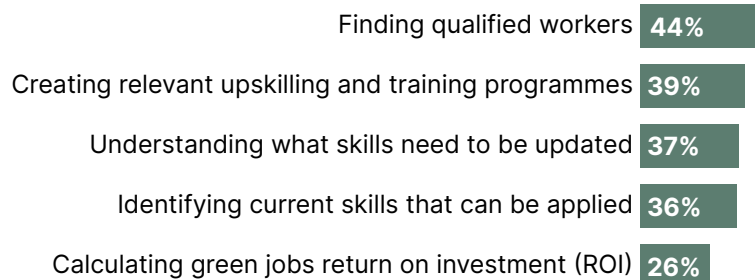 Finding qualified workers 44%
Creating relevant upskilling and training programmes 39%
Understanding what skills need to be updated 37%
Identifying current skills that can be applied 36%
Calculating green jobs return on investment (ROI) 26%